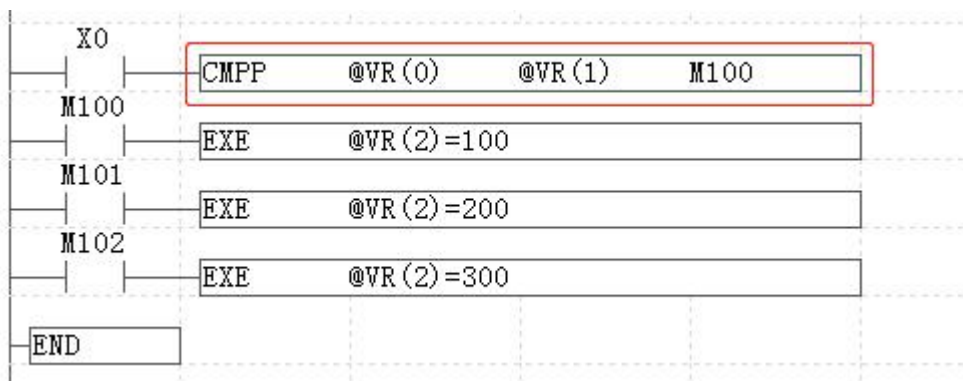 X0
CMPP @VR(0) @VR(1) M100
M100
EXE @VR(2)=100
M101
EXE @VR(2)=200
M102
EXE @VR(2)=300
END